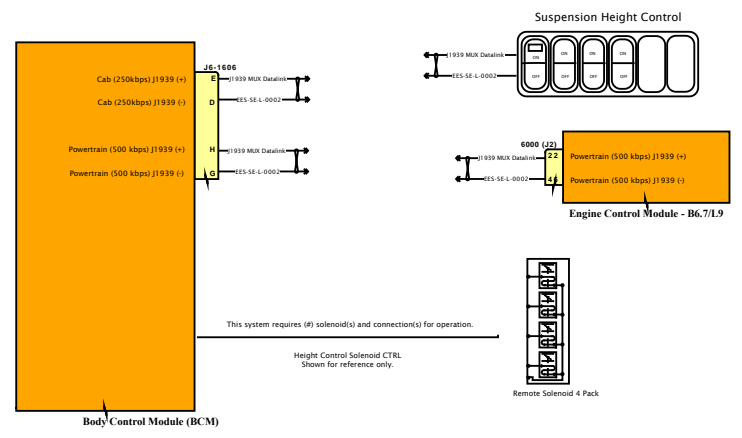 Suspension Height Control
J1939 MUX Datalink
EES-SE-L-0002
ON ON ON ON
OFF OFF OFF OFF
J6-1606
Cab (250kbps) J1939 (+) E J1939 MUX Datalink
Cab (250kbps) J1939 (-) D EES-SE-L-0002
Powertrain (500 kbps) J1939 (+) H J1939 MUX Datalink
Powertrain (500 kbps) J1939 (-) G EES-SE-L-0002
6000 (J2)
J1939 MUX Datalink 22 Powertrain (500 kbps) J1939 (+)
EES-SE-L-0002 46 Powertrain (500 kbps) J1939 (-)
Engine Control Module - B6.7/L9
This system requires (#) solenoid(s) and connection(s) for operation.
Height Control Solenoid CTRL
Shown for reference only.
Remote Solenoid 4 Pack
Body Control Module (BCM)